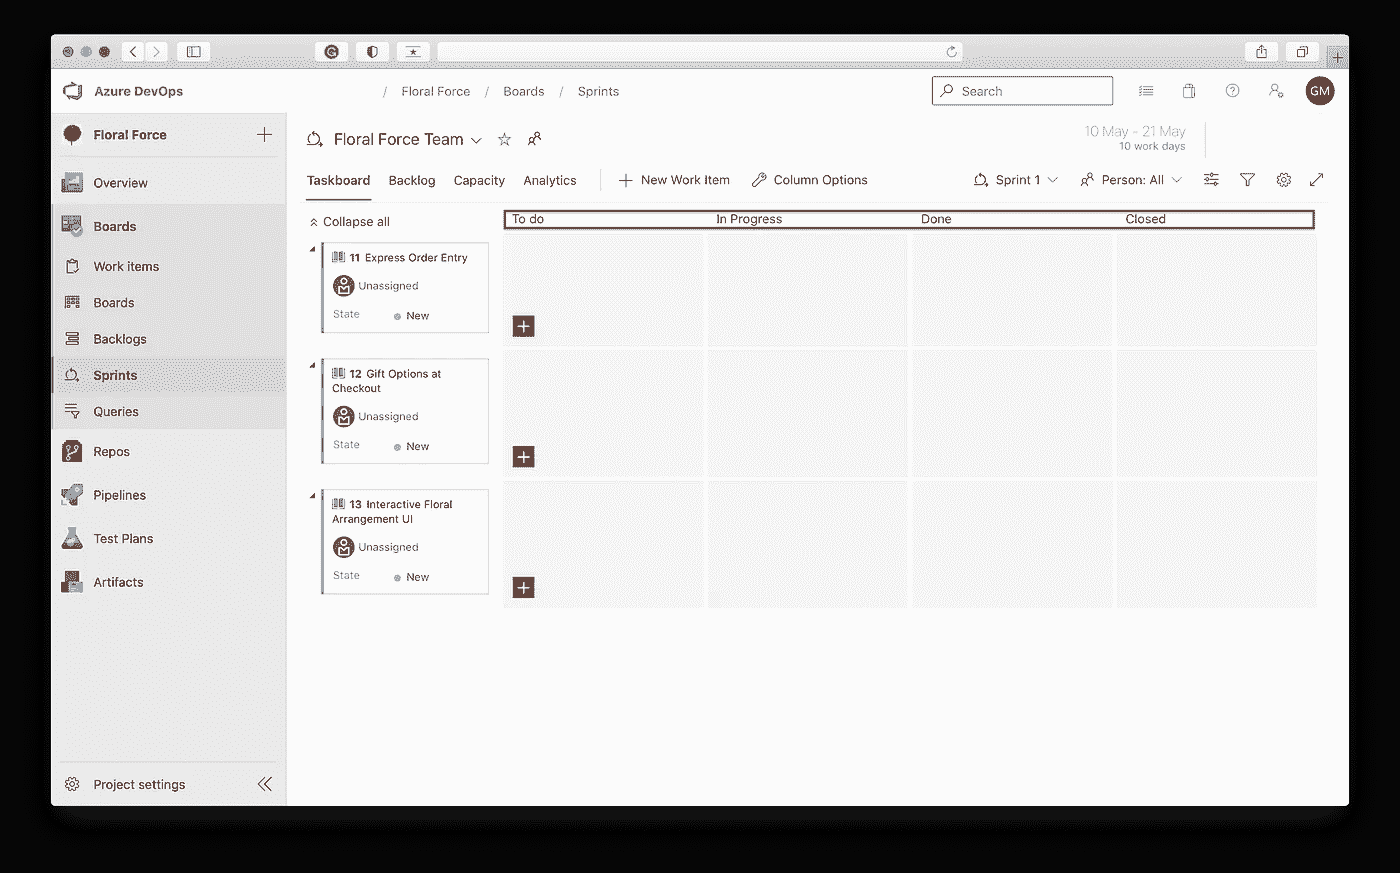 Azure DevOps
/ Floral Force / Boards / Sprints
Search
GM
Floral Force
Overview
Boards
Work items
Boards
Backlogs
Sprints
Queries
Repos
Pipelines
Test Plans
Artifacts
Project settings
Floral Force Team
10 May - 21 May
10 work days
Taskboard Backlog Capacity Analytics New Work Item Column Options Sprint 1 Person: All
Collapse all
To do In Progress Done Closed
11 Express Order Entry
Unassigned
State New
12 Gift Options at
Checkout
Unassigned
State New
13 Interactive Floral
Arrangement UI
Unassigned
State New